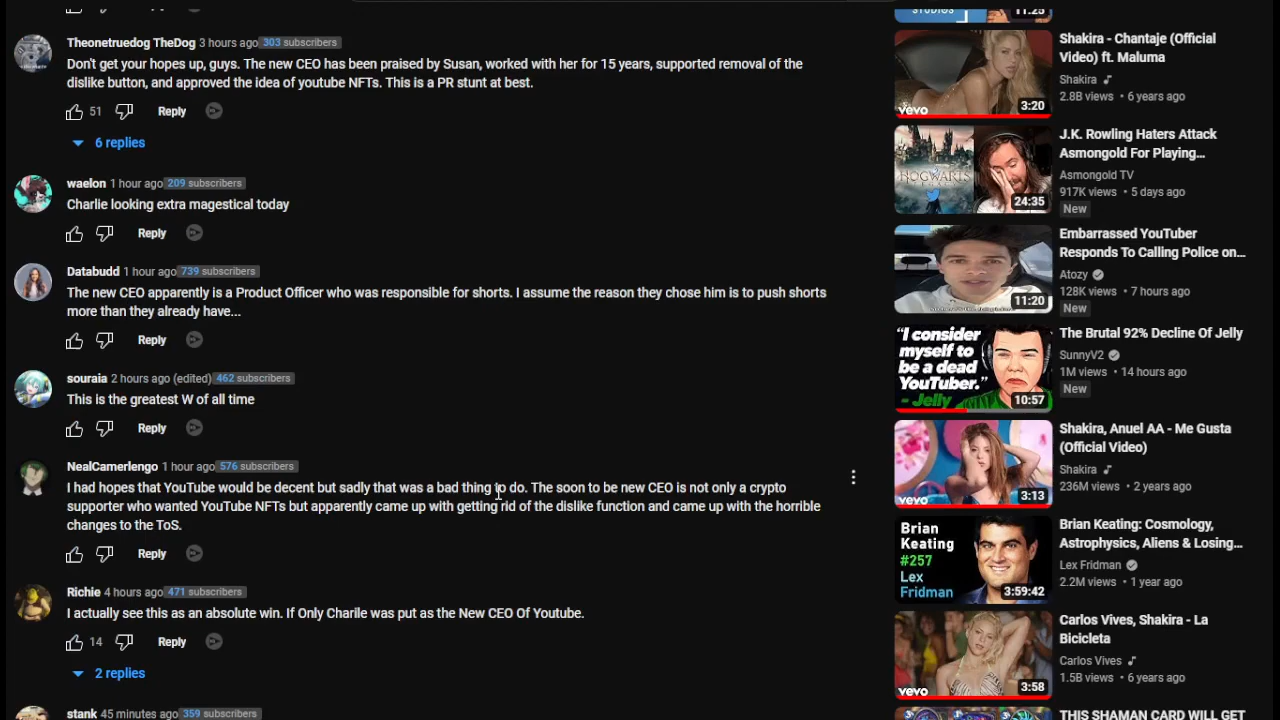 Theonetruedog TheDog 3 hours ago 303 subscribers
Don't get your hopes up, guys. The new CEO has been praised by Susan, worked with her for 15 years, supported removal of the
dislike button, and approved the idea of youtube NFTs. This is a PR stunt at best.
51 Reply
6 replies
waelon 1 hour ago 209 subscribers
Charlie looking extra magestical today
Reply
Databudd 1 hour ago 739 subscribers
The new CEO apparently is a Product Officer who was responsible for shorts. I assume the reason they chose him is to push shorts
more than they already have...
Reply
souraia 2 hours ago (edited) 462 subscribers
This is the greatest W of all time
Reply
NealCamerlengo 1 hour ago 576 subscribers
I had hopes that YouTube would be decent but sadly that was a bad thing to do. The soon to be new CEO is not only a crypto
supporter who wanted YouTube NFTs but apparently came up with getting rid of the dislike function and came up with the horrible
changes to the ToS.
Reply
Richie 4 hours ago 471 subscribers
I actually see this as an absolute win. If Only Charlie was put as the New CEO Of Youtube.
14 Reply
2 replies
stank 45 minutes ago 359 subscribers
STUDIOS
11:25
vevo
3:20
Shakira - Chantaje (Official
Video) ft. Maluma
Shakira
2.8B views • 6 years ago
HOGWARTS
LEGACY
24:35
J.K. Rowling Haters Attack
Asmongold For Playing...
Asmongold TV
917K views • 5 days ago
New
11:20
Embarrassed YouTuber
Responds To Calling Police on...
Atozy
128K views • 7 hours ago
New
"I consider
myself to
be a dead
YouTuber."
- Jelly
10:57
The Brutal 92% Decline Of Jelly
SunnyV2
1M views • 14 hours ago
New
vevo
3:13
Shakira, Anuel AA - Me Gusta
(Official Video)
Shakira
236M views • 2 years ago
Brian
Keating
#257
Lex
Fridman
3:59:42
Brian Keating: Cosmology,
Astrophysics, Aliens & Losing...
Lex Fridman
2.2M views • 1 year ago
vevo
3:58
Carlos Vives, Shakira - La
Bicicleta
Carlos Vives
1.5B views • 6 years ago
THIS SHAMAN CARD WILL GET